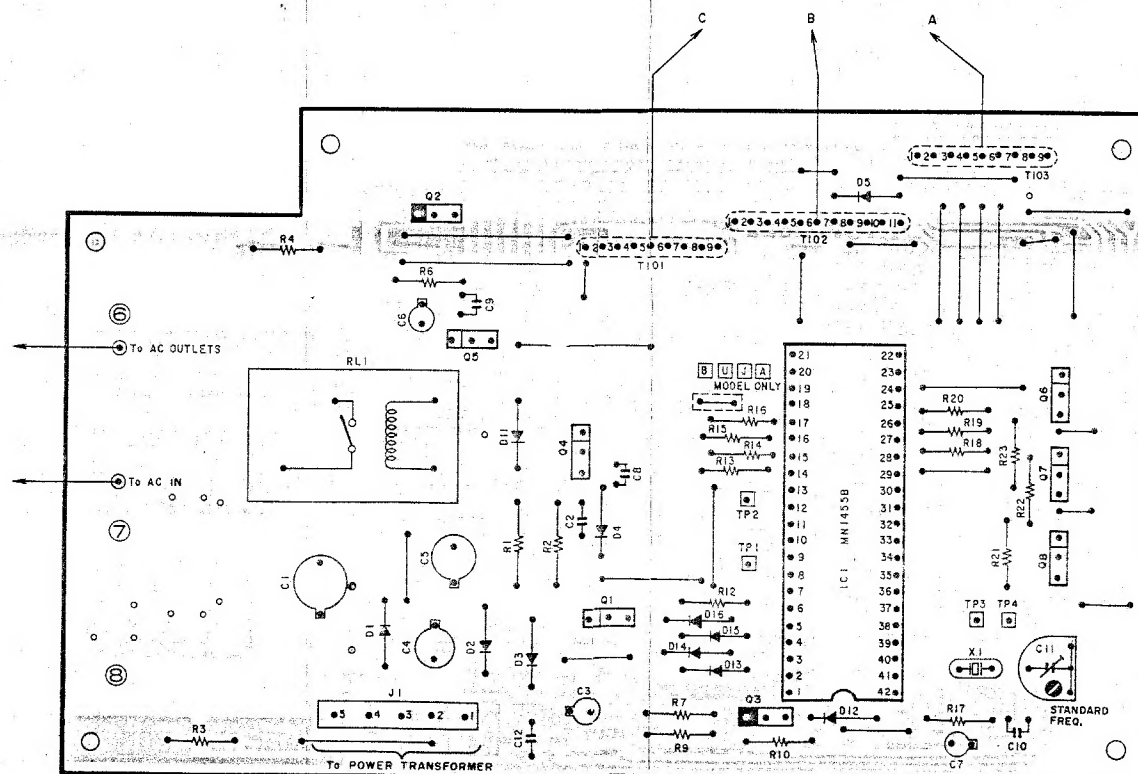 C B A
1 2 3 4 5 6 7 8 9
T103
D5
Q2
1 2 3 4 5 6 7 8 9 10 11
T102
R4
1 2 3 4 5 6 7 8 9
T101
R6
C9
C6
⑥
Q5
To AC OUTLETS
RL1
B U J A
MODEL ONLY
21 22
20 23
19 24
18 25
17 26
16 27
15 28
14 29
13 30
12 31
11 32
10 33
9 34
8 35
7 36
6 37
5 38
4 39
3 40
2 41
1 42
IC1 MN1455B
R16
R15
R14
R13
R20
R19
R18
Q6
R23
Q7
R22
R21
Q8
D11
Q4
C8
To AC IN
⑦
TP2
TP1
R1
R2
C2
D4
C5
C1
R12
D16
D15
D14
D13
Q1
D1
C4
D2
D3
TP3 TP4
X1
C11
STANDARD
FREQ.
⑧
J1
5 4 3 2 1
C3
R7
R9
Q3
D12
R10
R17
C10
C7
R3
C12
To POWER TRANSFORMER